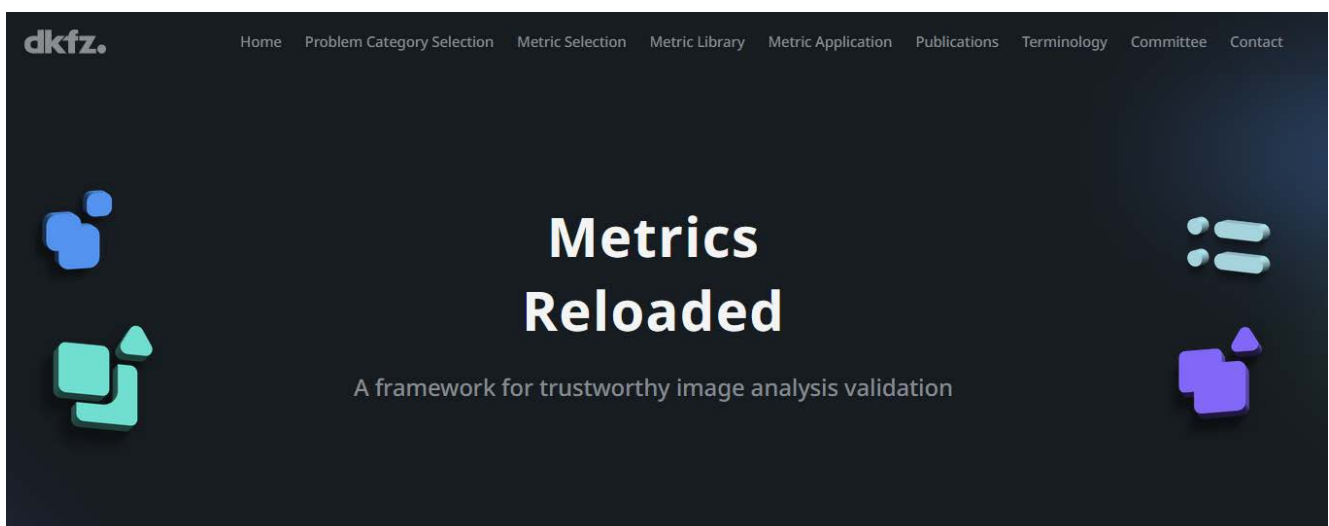 dkfz.
Home Problem Category Selection Metric Selection Metric Library Metric Application Publications Terminology Committee Contact
Metrics
Reloaded
A framework for trustworthy image analysis validation